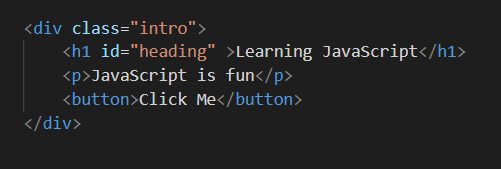 <div class="intro">
<h1 id="heading" >Learning JavaScript</h1>
<p>JavaScript is fun</p>
<button>Click Me</button>
</div>